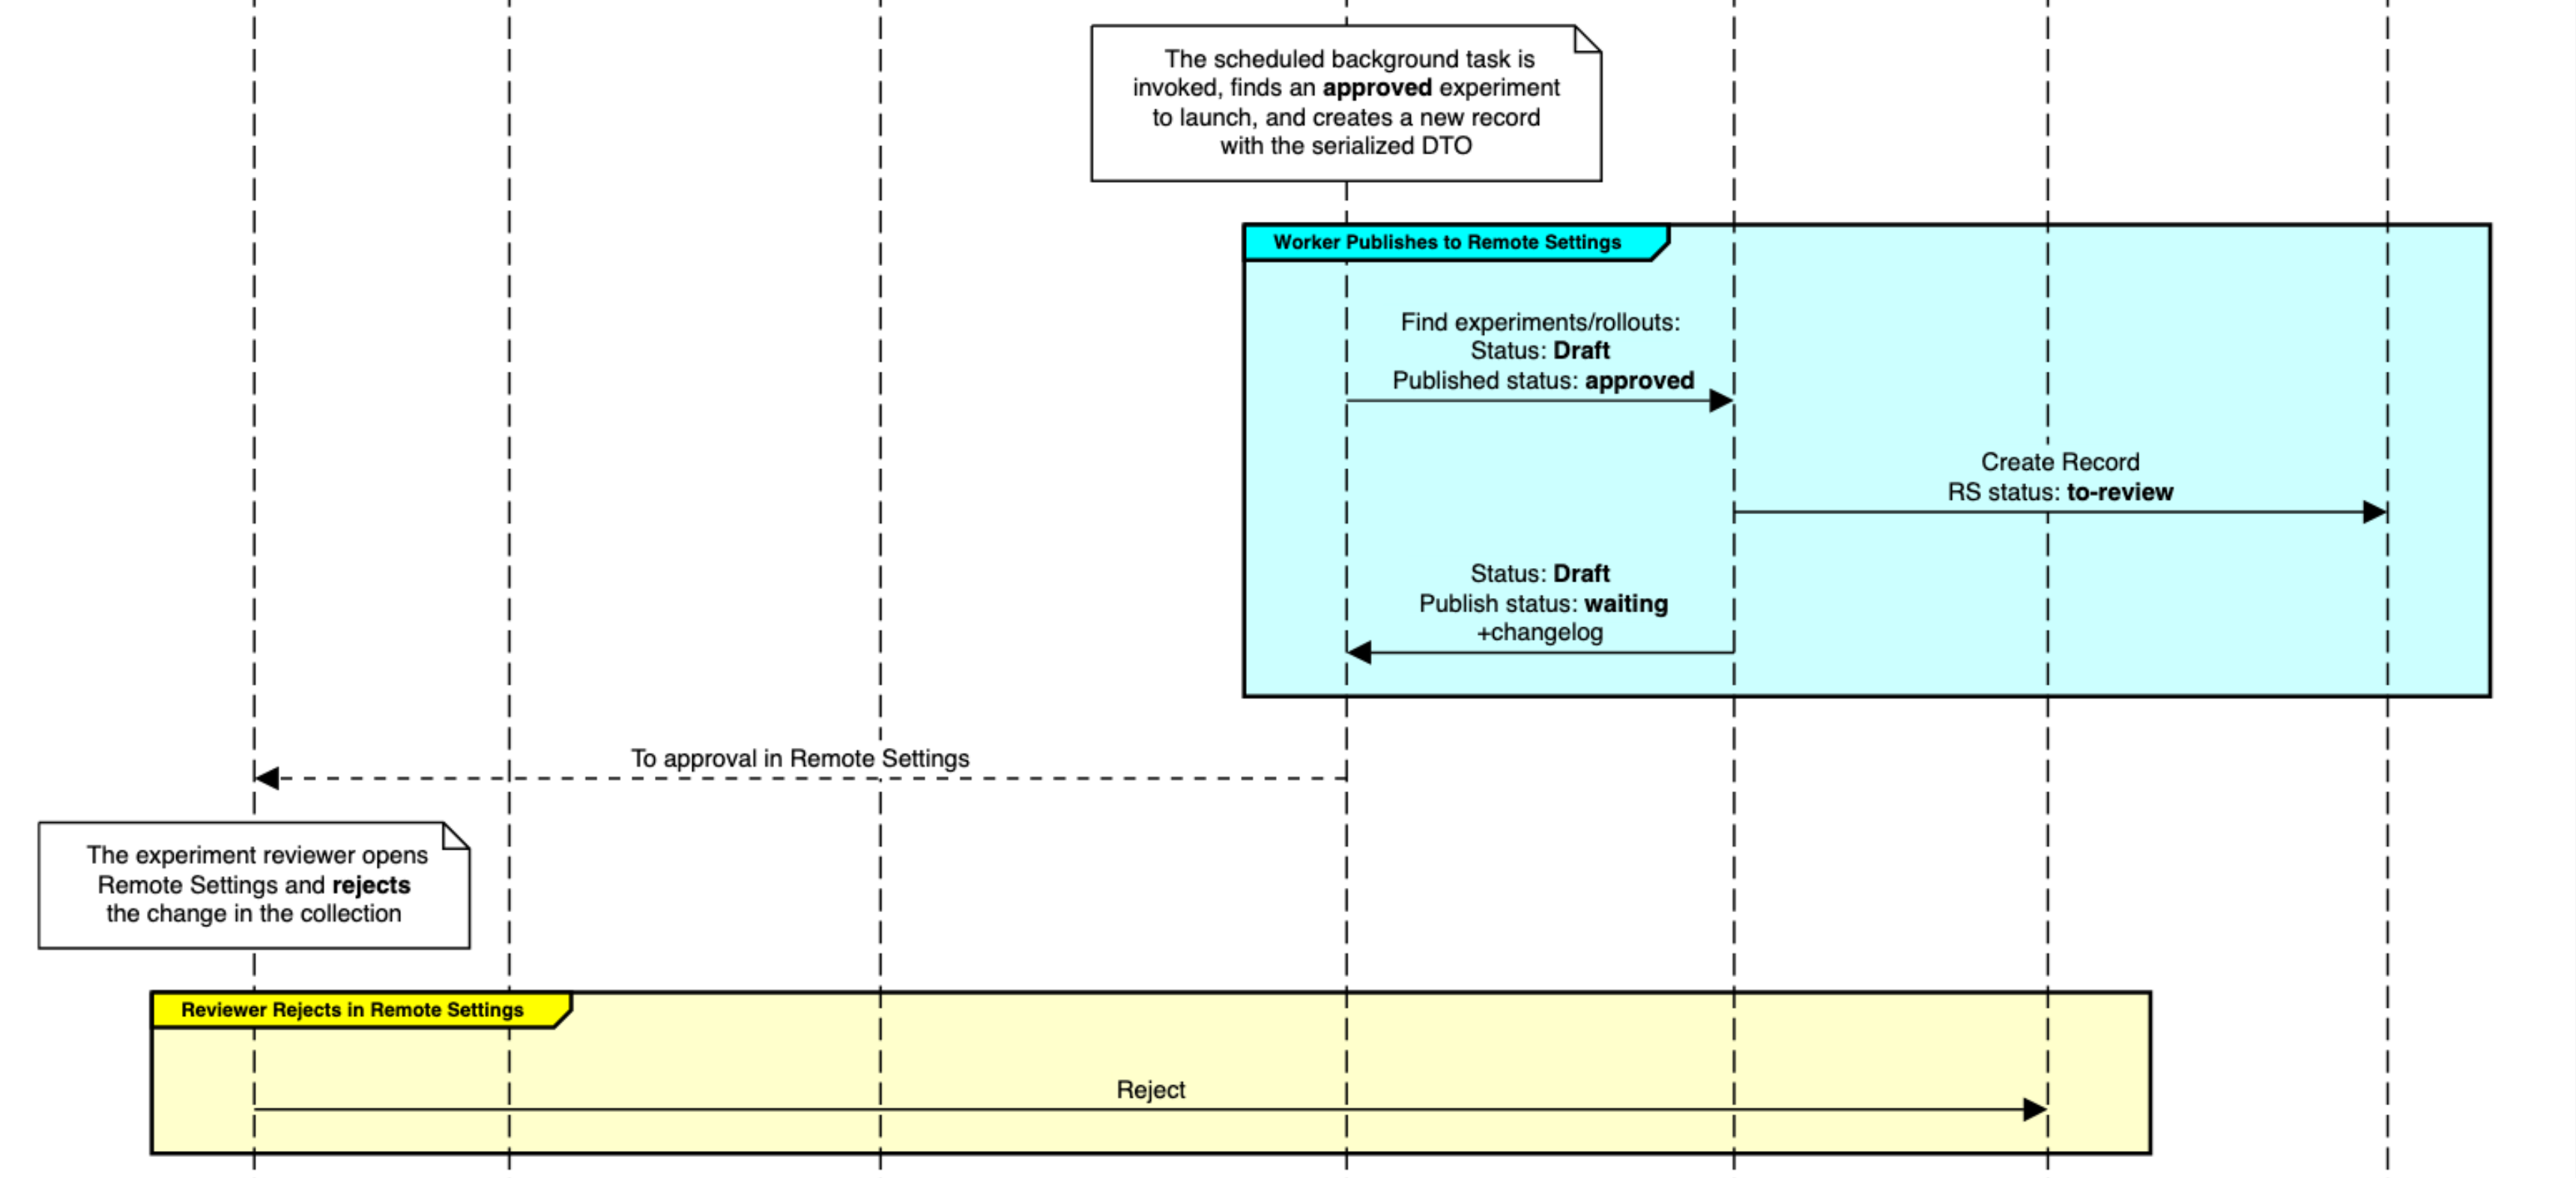 The scheduled background task is
invoked, finds an approved experiment
to launch, and creates a new record
with the serialized DTO
Worker Publishes to Remote Settings
Find experiments/rollouts:
Status: Draft
Published status: approved
Create Record
RS status: to-review
Status: Draft
Publish status: waiting
+changelog
To approval in Remote Settings
The experiment reviewer opens
Remote Settings and rejects
the change in the collection
Reviewer Rejects in Remote Settings
Reject